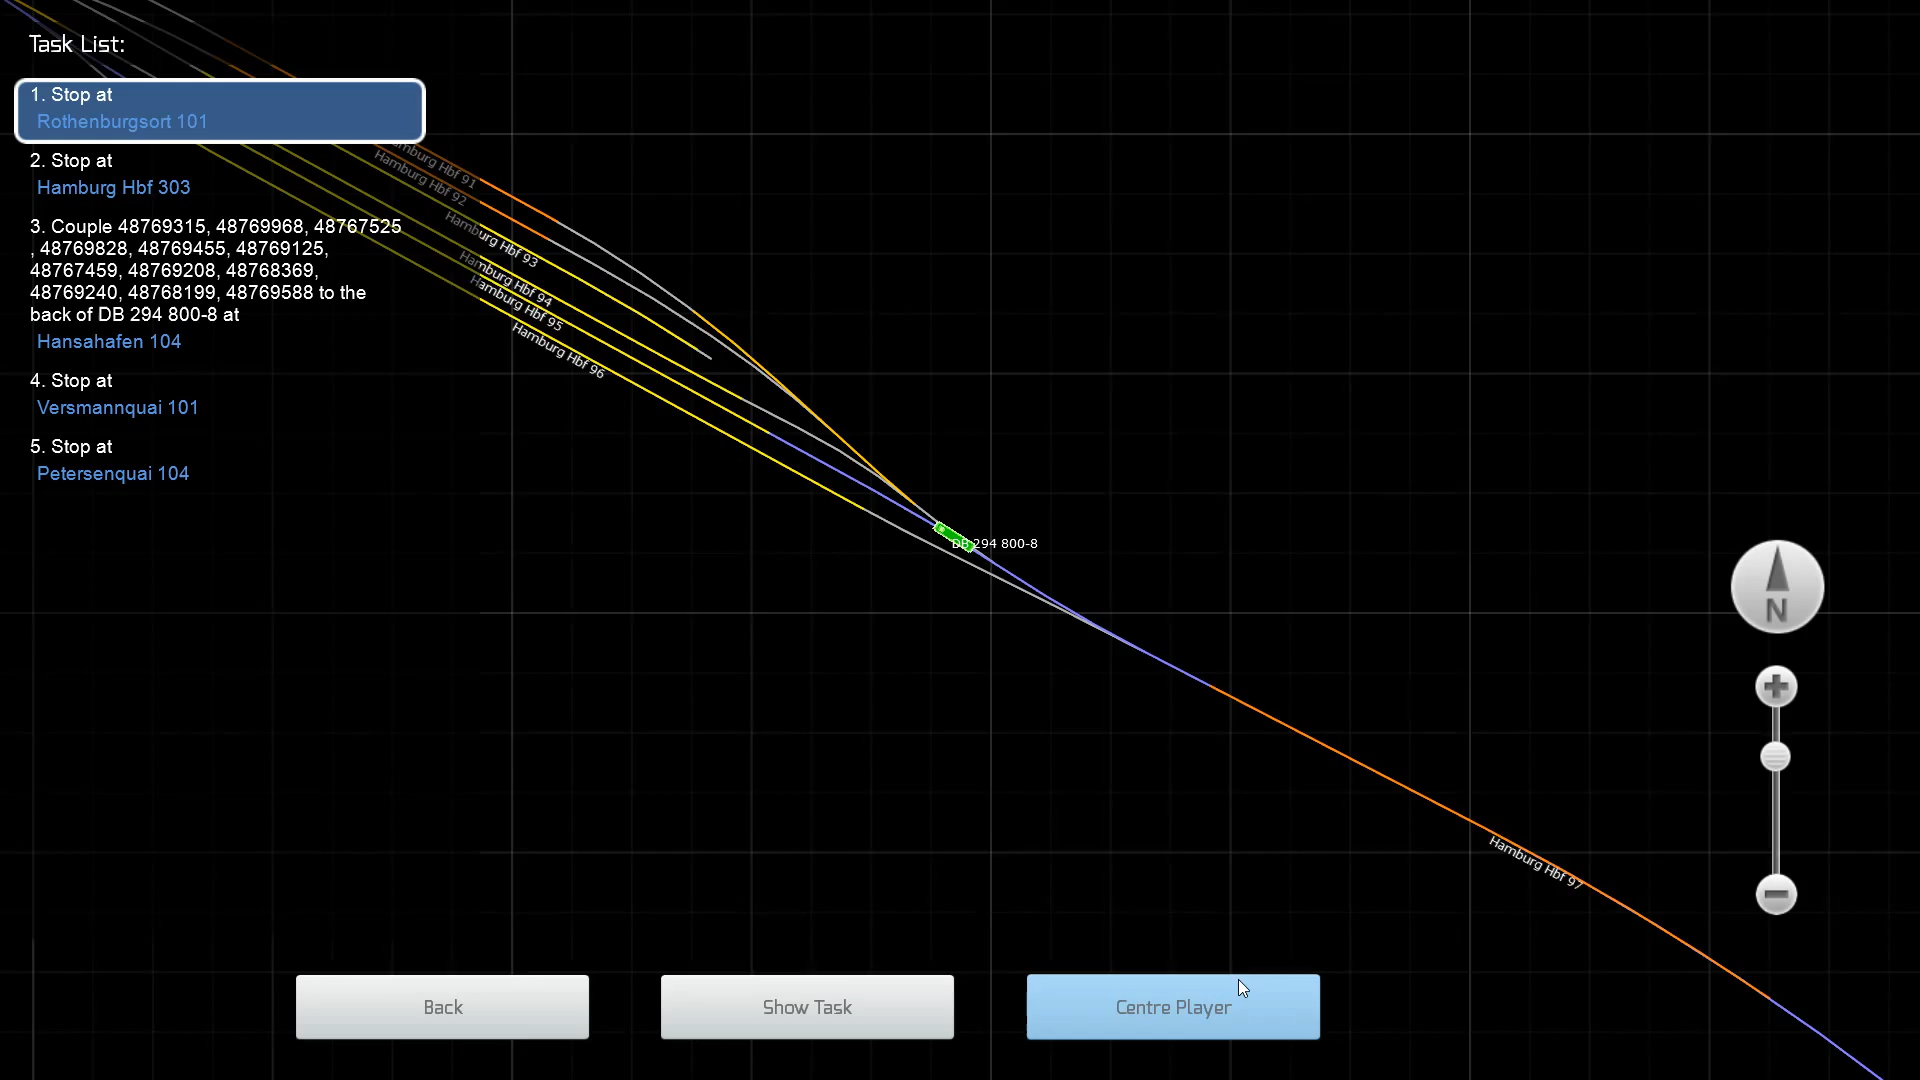 Task List:
1. Stop at
Rothenburgsort 101
2. Stop at
Hamburg Hbf 303
3. Couple 48769315, 48769968, 48767525
, 48769828, 48769455, 48769125,
48767459, 48769208, 48768369,
48769240, 48768199, 48769588 to the
back of DB 294 800-8 at
Hansahafen 104
4. Stop at
Versmannquai 101
5. Stop at
Petersenquai 104
Hamburg Hbf 91
Hamburg Hbf 92
Hamburg Hbf 93
Hamburg Hbf 94
Hamburg Hbf 95
Hamburg Hbf 96
DB 294 800-8
N
Hamburg Hbf 97
Back
Show Task
Centre Player